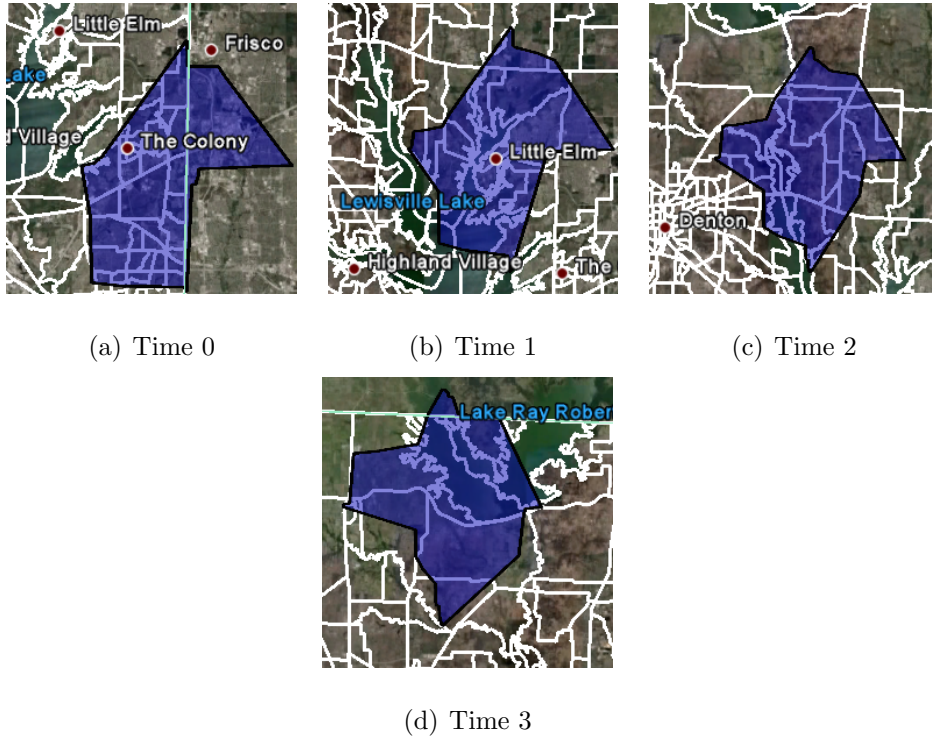 Little Elm
Frisco
Lake
d Village
The Colony
(a) Time 0
Little Elm
Lewisville Lake
Highland Village
The
(b) Time 1
Denton
(c) Time 2
Lake Ray Rober
(d) Time 3